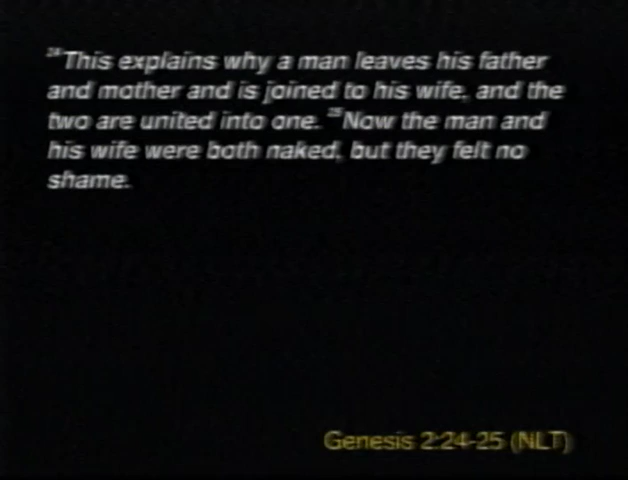 24This explains why a man leaves his father
and mother and is joined to his wife, and the
two are united into one. 25Now the man and
his wife were both naked, but they felt no
shame.
Genesis 2:24-25 (NLT)